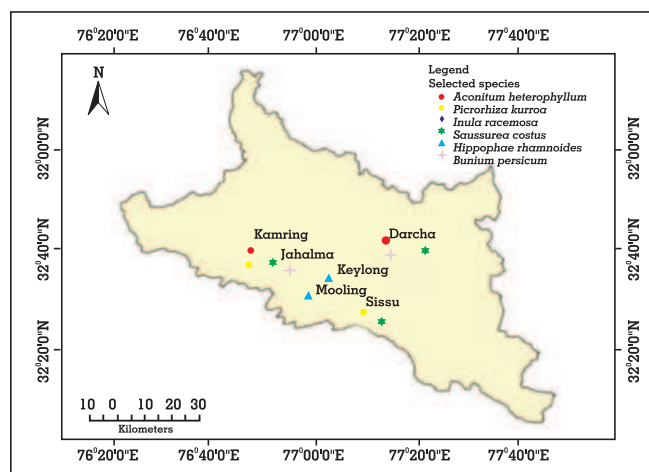 76°20'0"E 76°40'0"E 77°00'0"E 77°20'0"E 77°40'0"E
N
Legend
Selected species
Aconitum heterophyllum
Picrorhiza kurroa
Inula racemosa
Saussurea costus
Hippophae rhamnoides
Bunium persicum
32°00'0"N 32°00'0"N
Kamring Darcha
32°40'0"N 32°40'0"N
Jahalma
Keylong
Mooling
Sissu
32°20'0"N 32°20'0"N
10 0 10 20 30
Kilometers
76°20'0"E 76°40'0"E 77°00'0"E 77°20'0"E 77°40'0"E